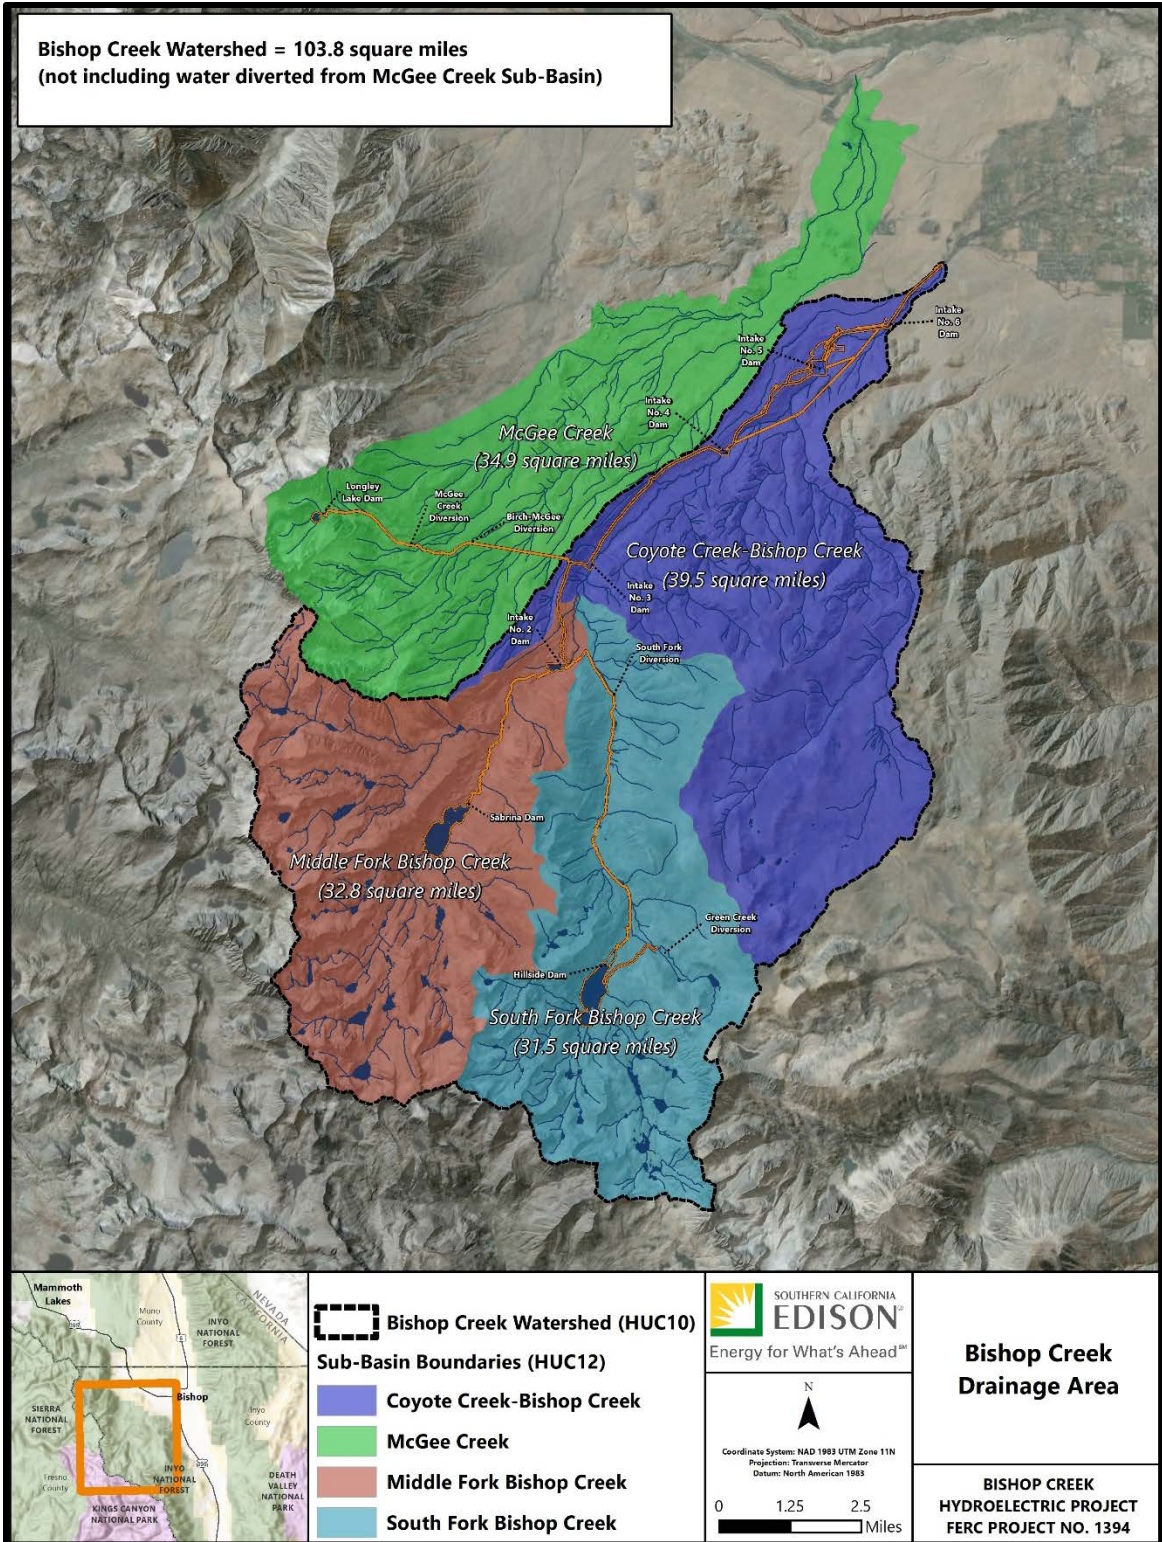 Bishop Creek Watershed = 103.8 square miles
(not including water diverted from McGee Creek Sub-Basin)
Intake
No. 6
Dam
Intake
No. 5
Dam
Intake
No. 4
Dam
McGee Creek
(34.9 square miles)
Longley
Lake Dam
McGee
Creek
Diversion
Birch-McGee
Diversion
Coyote Creek-Bishop Creek
(39.5 square miles)
Intake
No. 3
Dam
Intake
No. 2
Dam
South Fork
Diversion
Sabrina Dam
Middle Fork Bishop Creek
(32.8 square miles)
Green Creek
Diversion
Hillside Dam
South Fork Bishop Creek
(31.5 square miles)
Mammoth
Lakes
Mono
County
INYO
NATIONAL
FOREST
NEVADA
CALIFORNIA
395
6
Bishop
SIERRA
NATIONAL
FOREST
Inyo
County
Fresno
County
INYO
NATIONAL
FOREST
395
DEATH
VALLEY
NATIONAL
PARK
KINGS CANYON
NATIONAL PARK
Bishop Creek Watershed (HUC10)
Sub-Basin Boundaries (HUC12)
Coyote Creek-Bishop Creek
McGee Creek
Middle Fork Bishop Creek
South Fork Bishop Creek
SOUTHERN CALIFORNIA
EDISON®
Energy for What's Ahead℠
N
Coordinate System: NAD 1983 UTM Zone 11N
Projection: Transverse Mercator
Datum: North American 1983
0 1.25 2.5
Miles
Bishop Creek
Drainage Area
BISHOP CREEK
HYDROELECTRIC PROJECT
FERC PROJECT NO. 1394